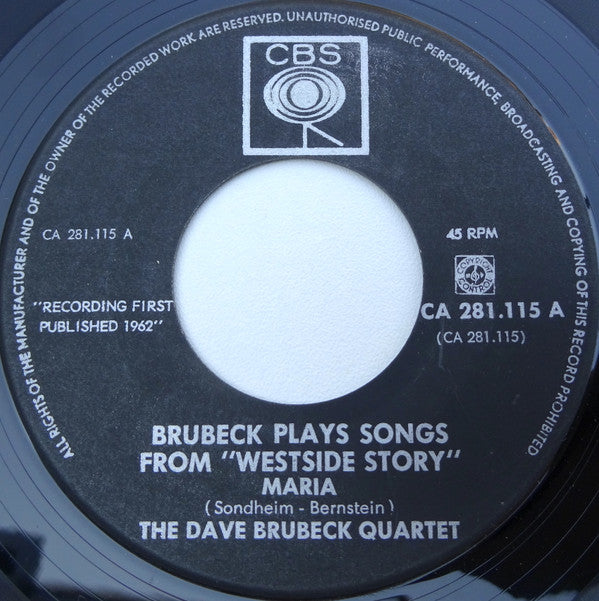 ALL RIGHTS OF THE MANUFACTURER AND OF THE OWNER OF THE RECORDED WORK ARE RESERVED. UNAUTHORISED PUBLIC PERFORMANCE, BROADCASTING AND COPYING OF THIS RECORD PROHIBITED
CBS
CA 281.115 A
45 RPM
COPYRIGHT
CONTROL
"RECORDING FIRST
PUBLISHED 1962"
CA 281.115 A
(CA 281.115)
BRUBECK PLAYS SONGS
FROM "WESTSIDE STORY"
MARIA
(Sondheim - Bernstein)
THE DAVE BRUBECK QUARTET